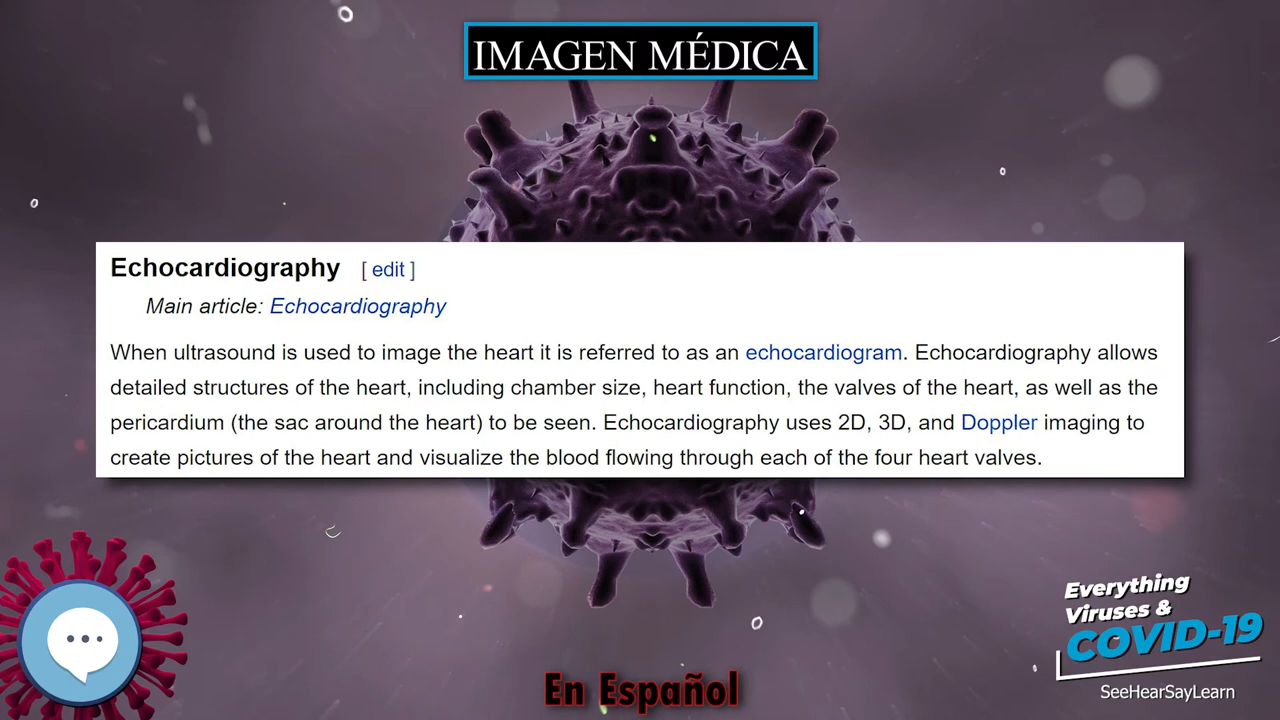 IMAGEN MÉDICA
Echocardiography [ edit ]
Main article: Echocardiography
When ultrasound is used to image the heart it is referred to as an echocardiogram. Echocardiography allows
detailed structures of the heart, including chamber size, heart function, the valves of the heart, as well as the
pericardium (the sac around the heart) to be seen. Echocardiography uses 2D, 3D, and Doppler imaging to
create pictures of the heart and visualize the blood flowing through each of the four heart valves.
Everything
Viruses &
COVID-19
SeeHearSayLearn
En Español